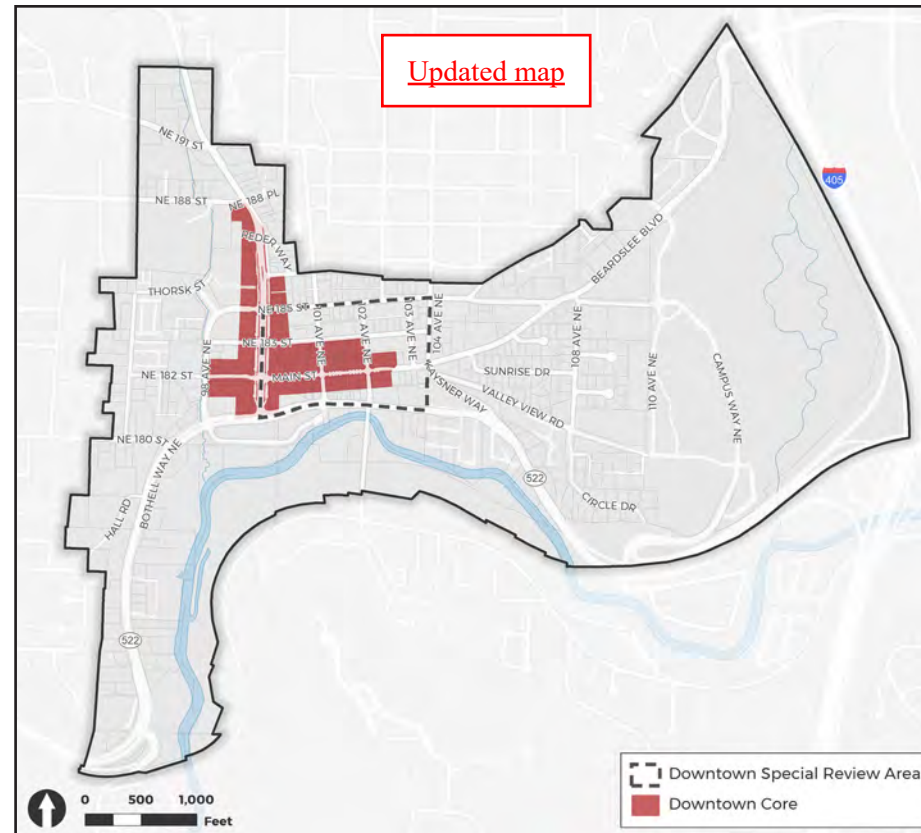 Updated map
NE 191 ST
405
NE 188 ST
NE 188 PL
REDER WAY
BEARDSLEE BLVD
THORSK ST
NE 185 ST
101 AVE NE
102 AVE NE
103 AVE NE
104 AVE NE
NE 183 ST
98 AVE NE
NE 182 ST
MAIN ST
SUNRISE DR
108 AVE NE
110 AVE NE
CAMPUS WAY NE
KAYSNER WAY
VALLEY VIEW RD
NE 180 ST
BOTHELL WAY NE
HALL RD
522
CIRCLE DR
522
Downtown Special Review Area
Downtown Core
0 500 1,000
Feet